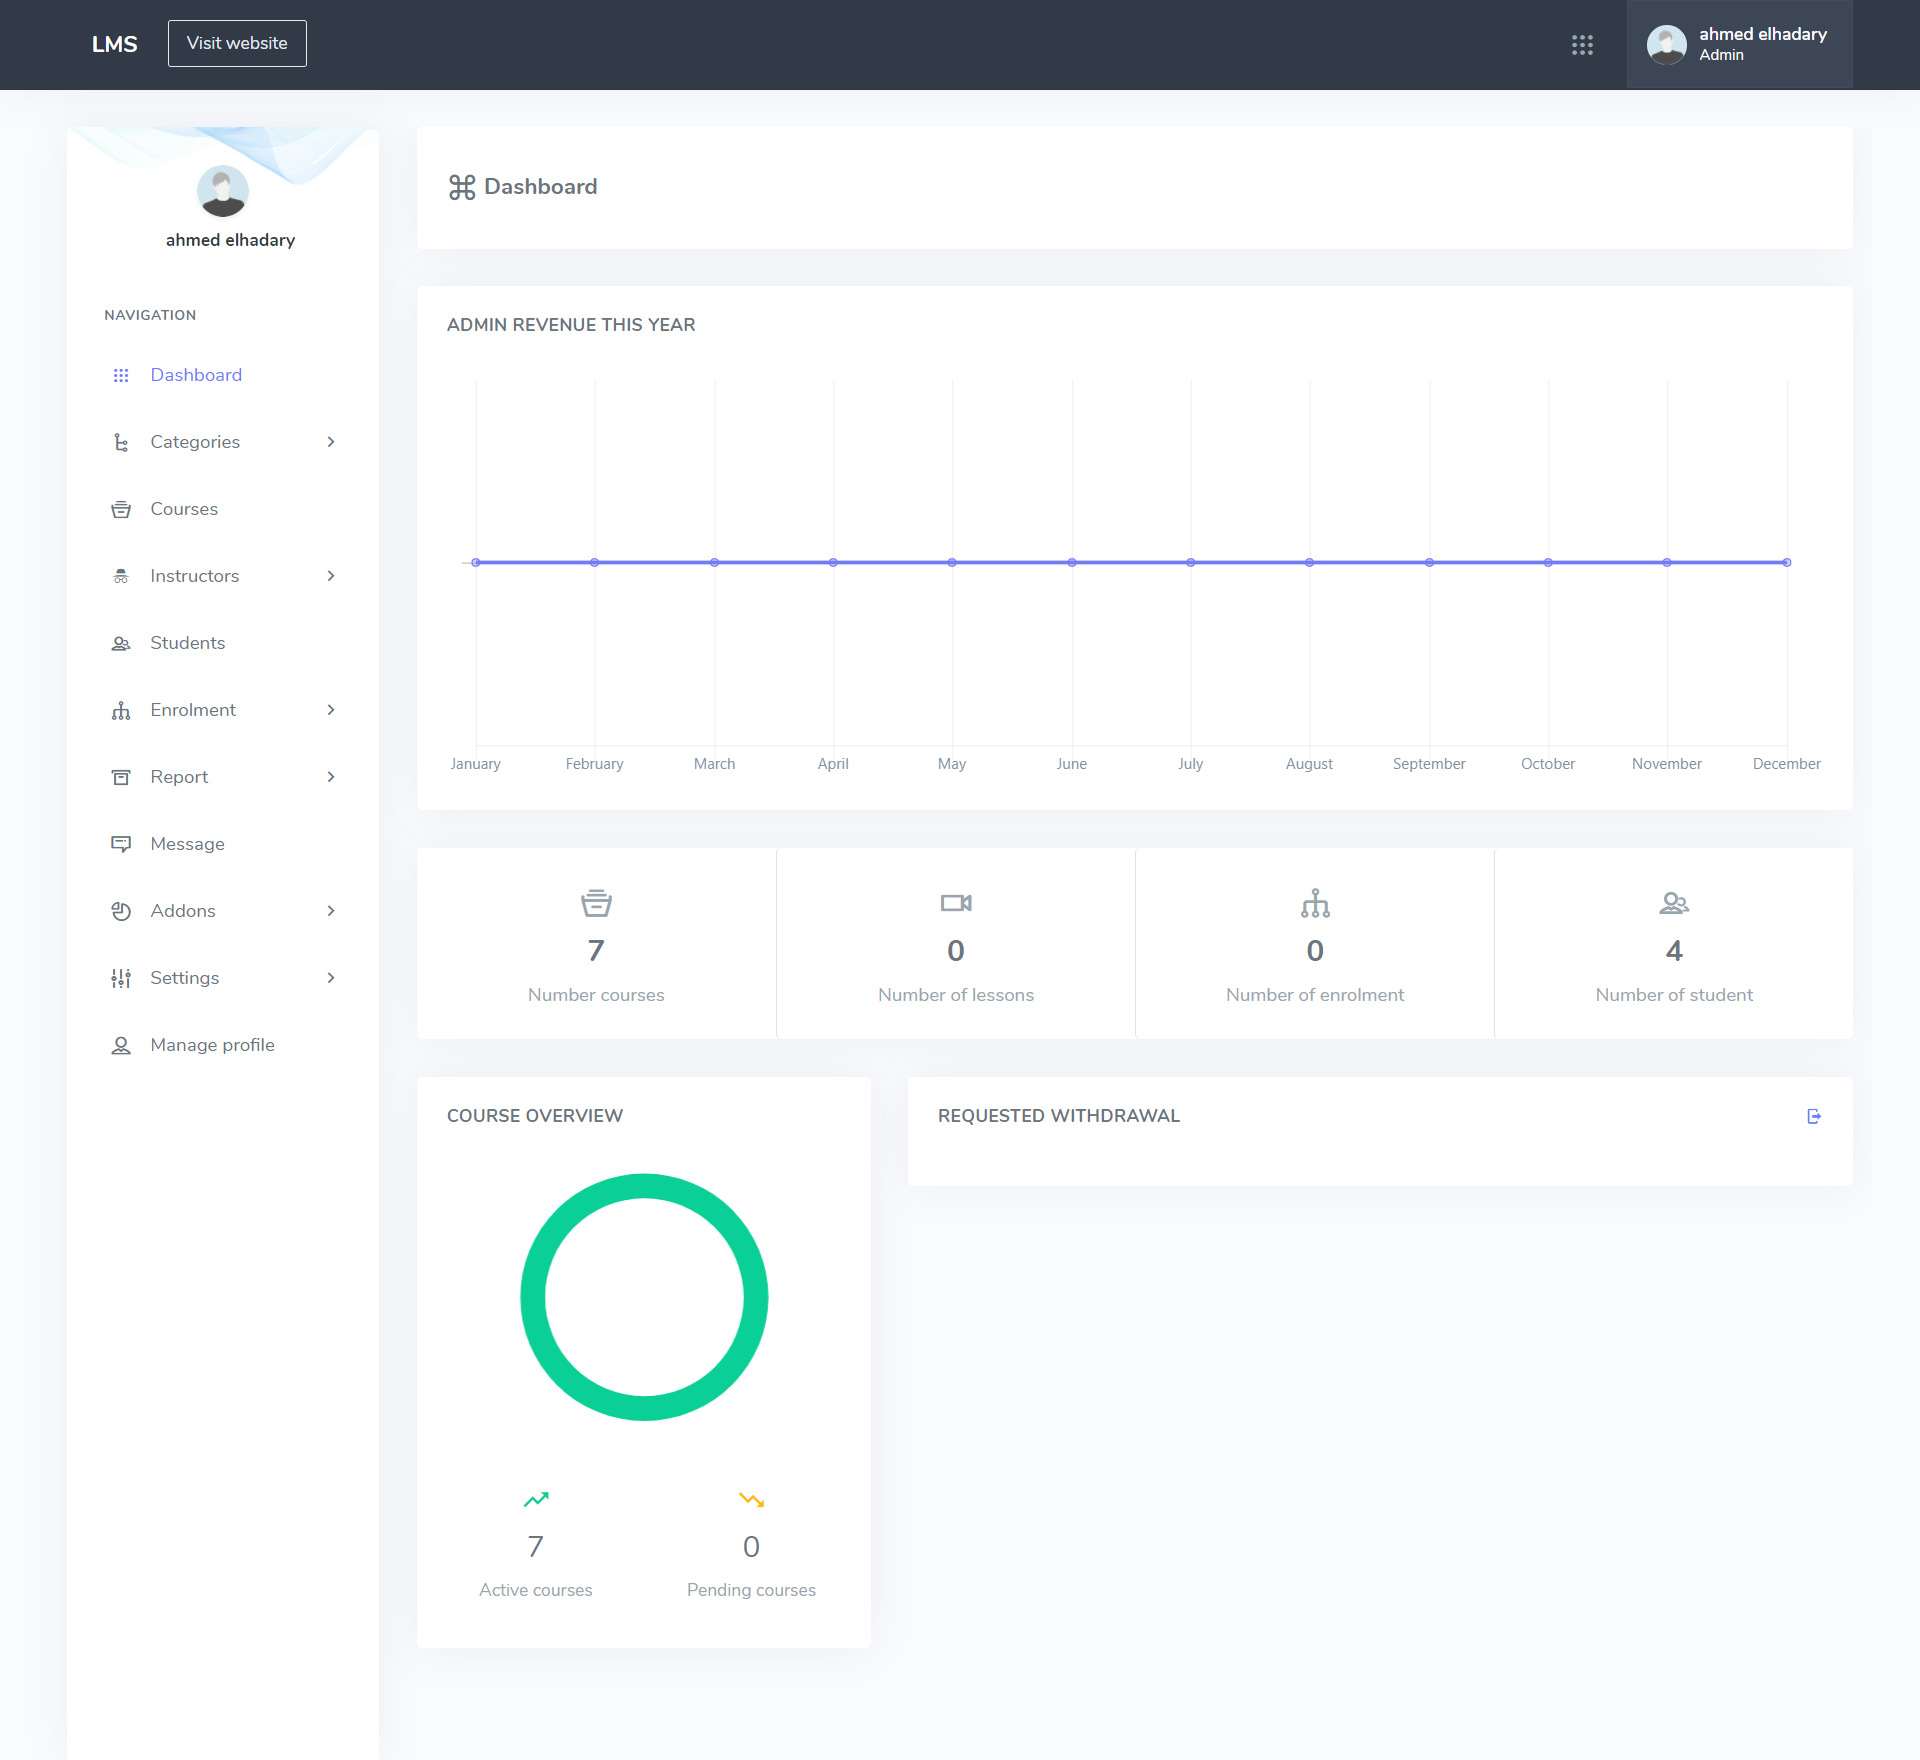 LMS
Visit website
ahmed elhadary
Admin
ahmed elhadary
NAVIGATION
Dashboard
Categories
Courses
Instructors
Students
Enrolment
Report
Message
Addons
Settings
Manage profile
Dashboard
ADMIN REVENUE THIS YEAR
January February March April May June July August September October November December
7
Number courses
0
Number of lessons
0
Number of enrolment
4
Number of student
COURSE OVERVIEW
7
Active courses
0
Pending courses
REQUESTED WITHDRAWAL